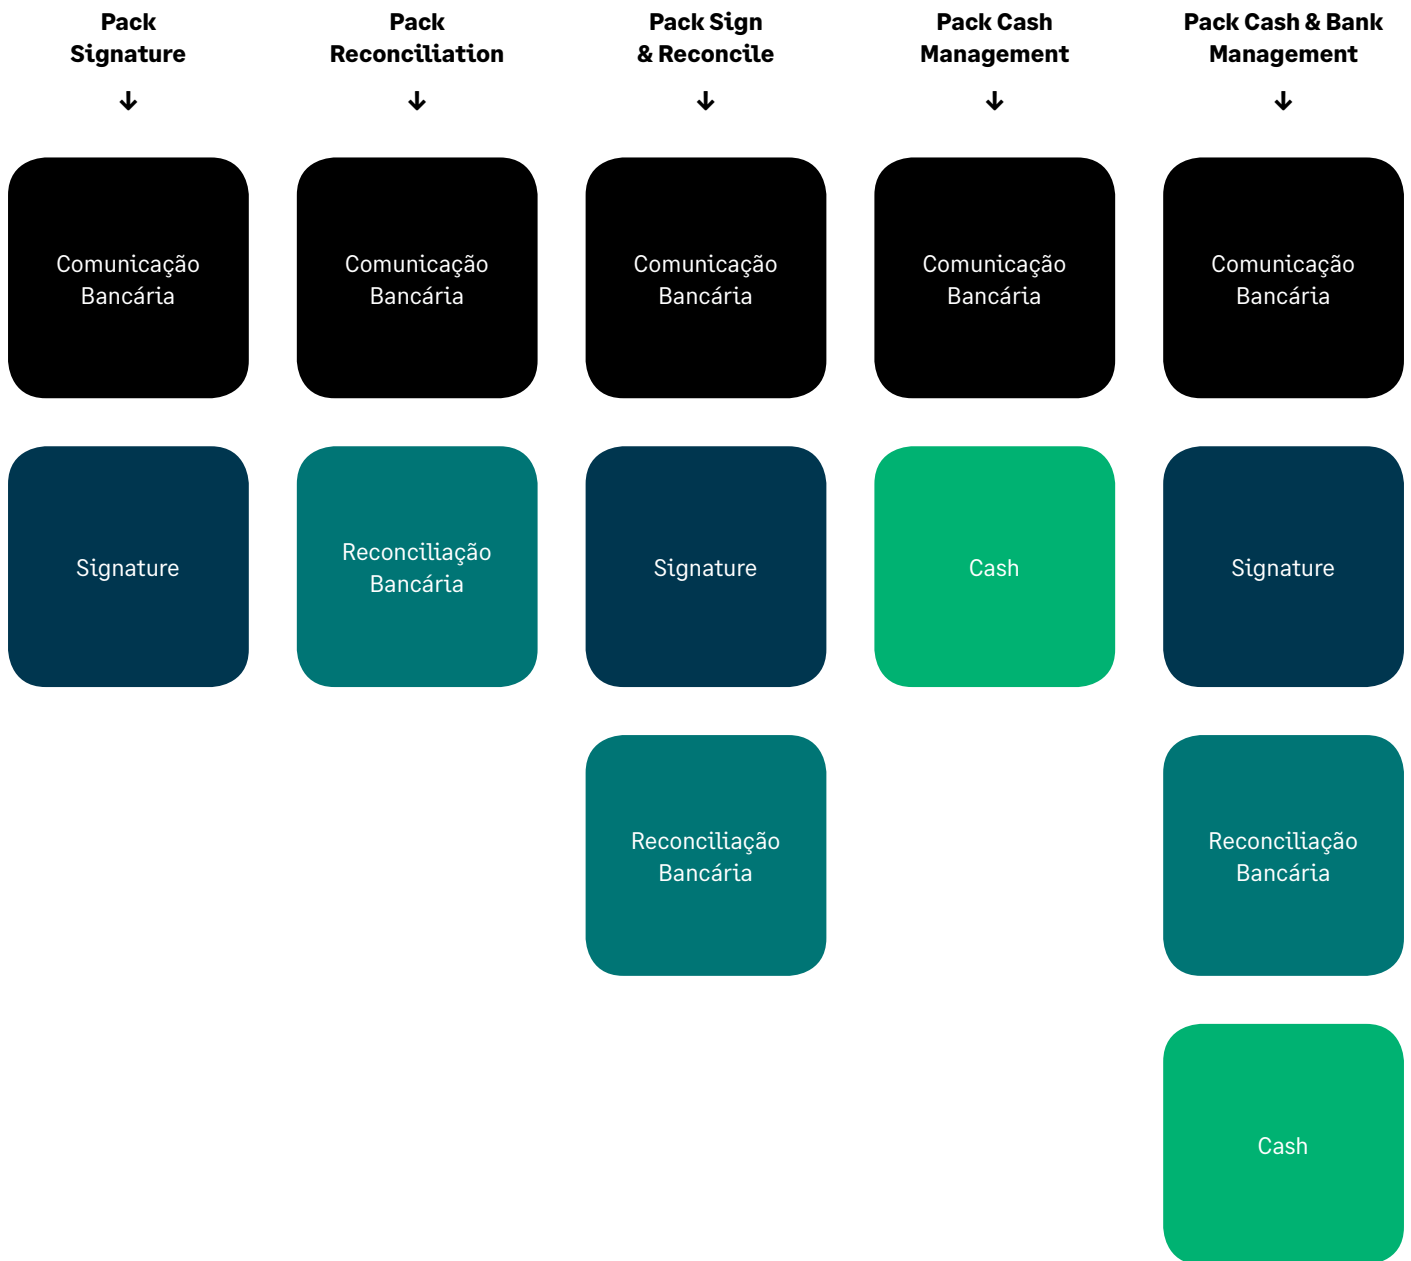 Pack
Signature
↓
Comunicação
Bancária
Signature
Pack
Reconciliation
↓
Comunicação
Bancária
Reconciliação
Bancária
Pack Sign
& Reconcile
↓
Comunicação
Bancária
Signature
Reconciliação
Bancária
Pack Cash
Management
↓
Comunicação
Bancária
Cash
Pack Cash & Bank
Management
↓
Comunicação
Bancária
Signature
Reconciliação
Bancária
Cash